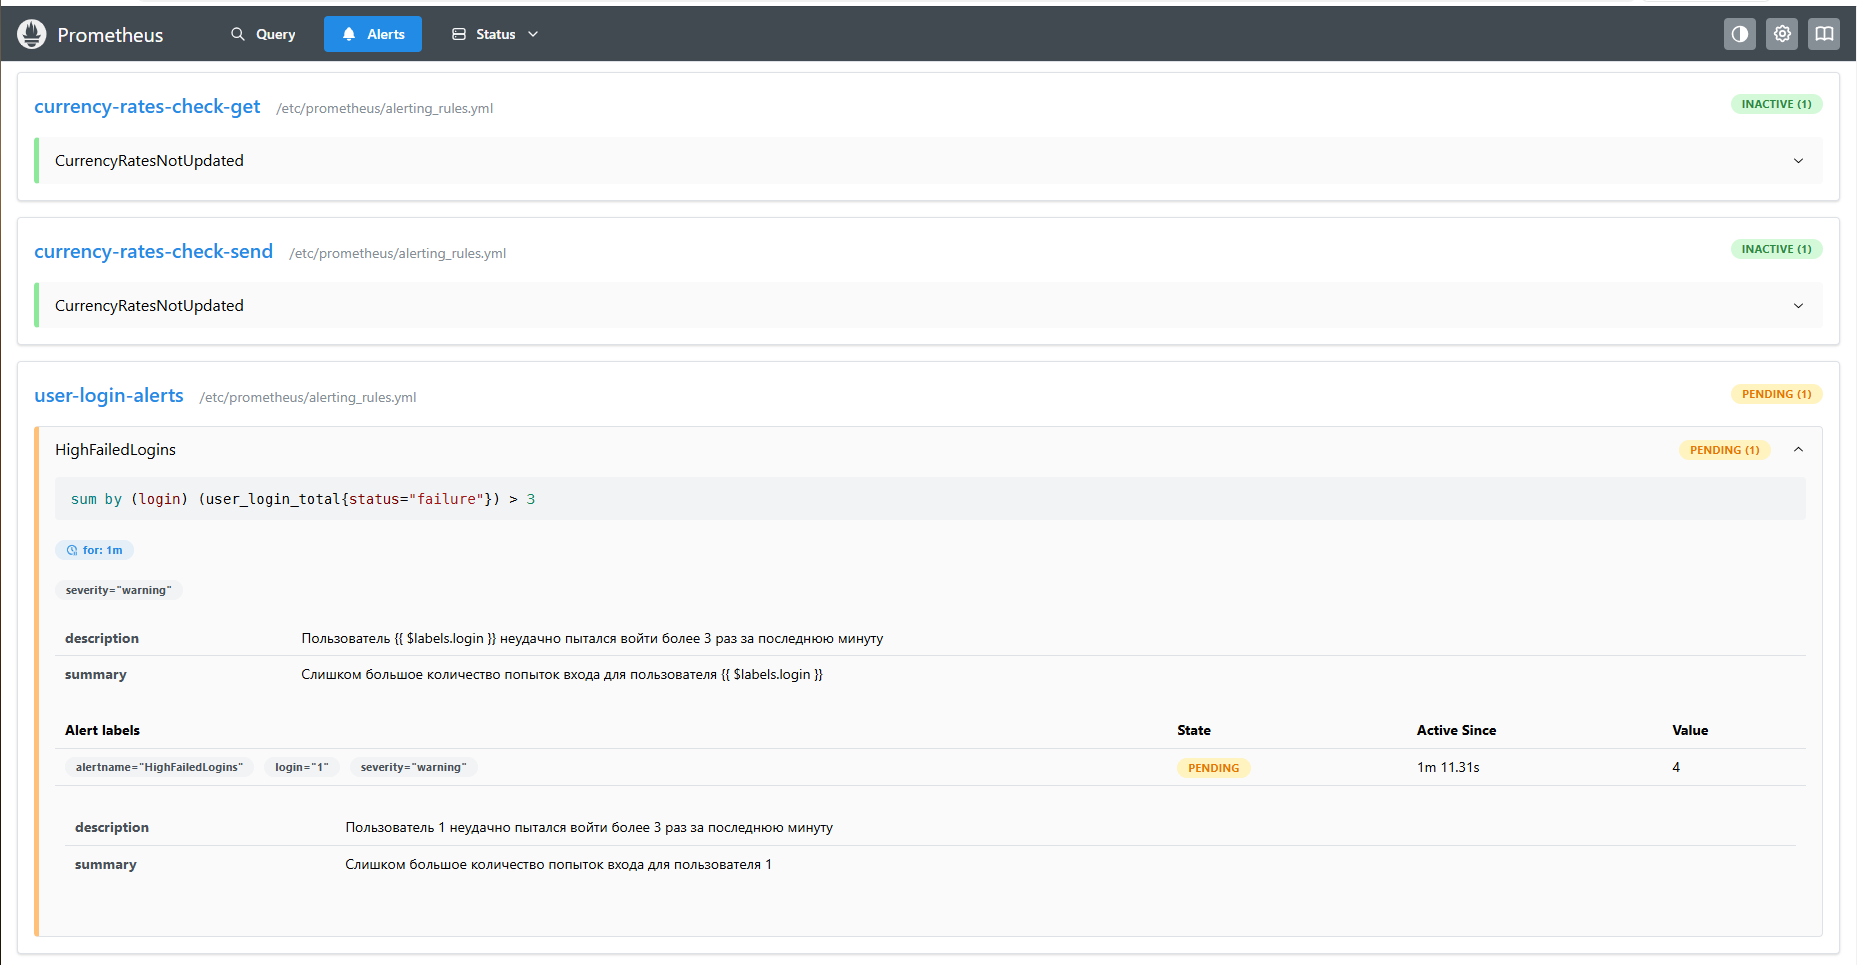 Prometheus Query Alerts Status
currency-rates-check-get /etc/prometheus/alerting_rules.yml INACTIVE (1)
CurrencyRatesNotUpdated
currency-rates-check-send /etc/prometheus/alerting_rules.yml INACTIVE (1)
CurrencyRatesNotUpdated
user-login-alerts /etc/prometheus/alerting_rules.yml PENDING (1)
HighFailedLogins PENDING (1)
sum by (login) (user_login_total{status="failure"}) > 3
for: 1m
severity="warning"
description Пользователь {{ $labels.login }} неудачно пытался войти более 3 раз за последнюю минуту
summary Слишком большое количество попыток входа для пользователя {{ $labels.login }}
Alert labels State Active Since Value
alertname="HighFailedLogins" login="1" severity="warning" PENDING 1m 11.31s 4
description Пользователь 1 неудачно пытался войти более 3 раз за последнюю минуту
summary Слишком большое количество попыток входа для пользователя 1